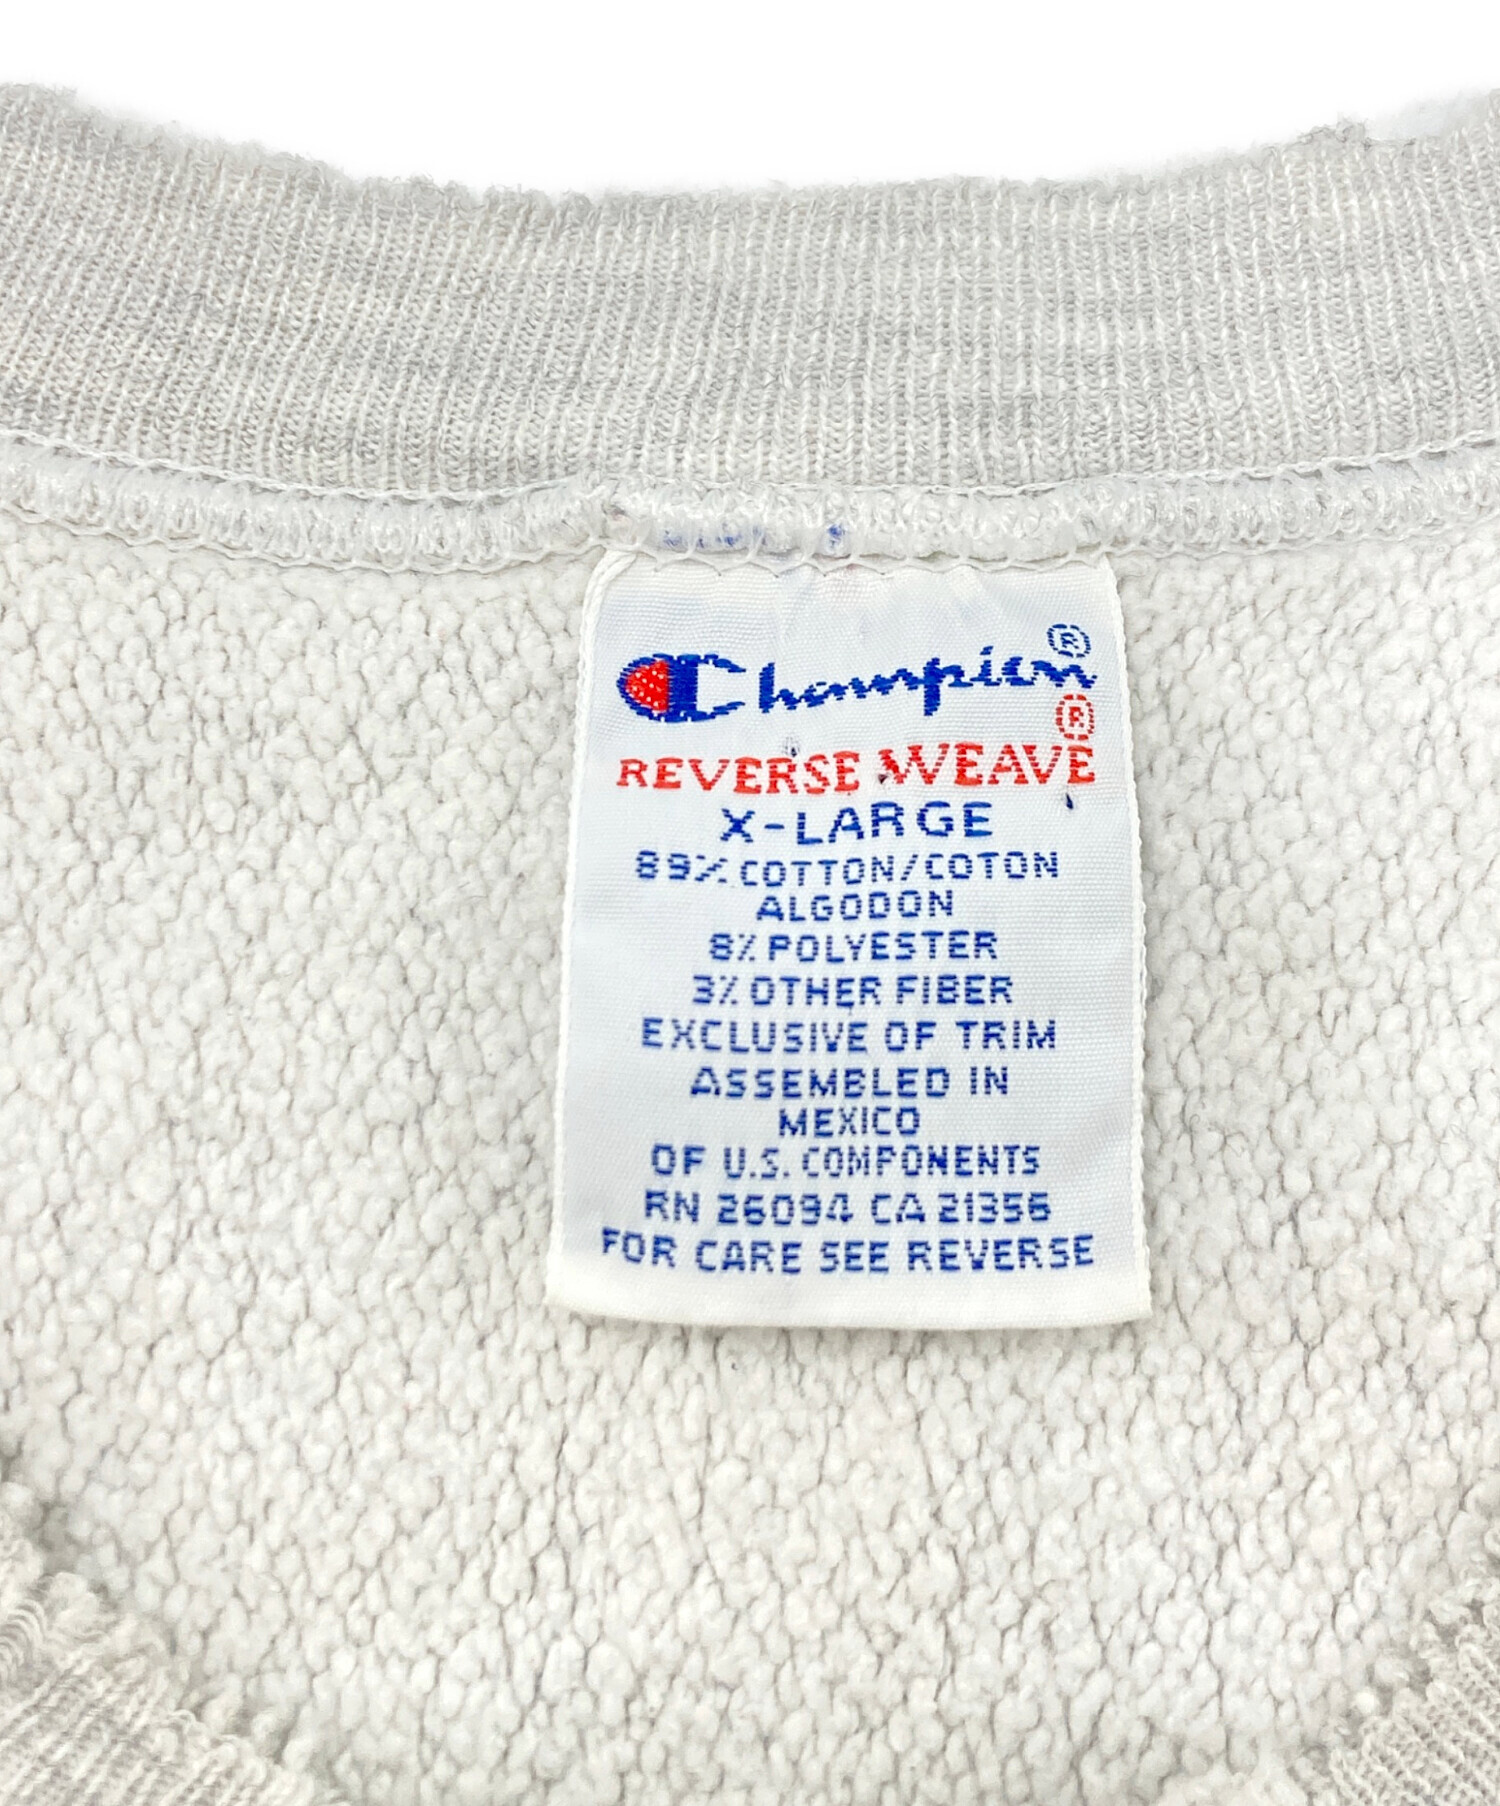 Champion®
®
REVERSE WEAVE
X-LARGE
89% COTTON/COTON
ALGODON
8% POLYESTER
3% OTHER FIBER
EXCLUSIVE OF TRIM
ASSEMBLED IN
MEXICO
OF U.S. COMPONENTS
RN 26094 CA 21356
FOR CARE SEE REVERSE